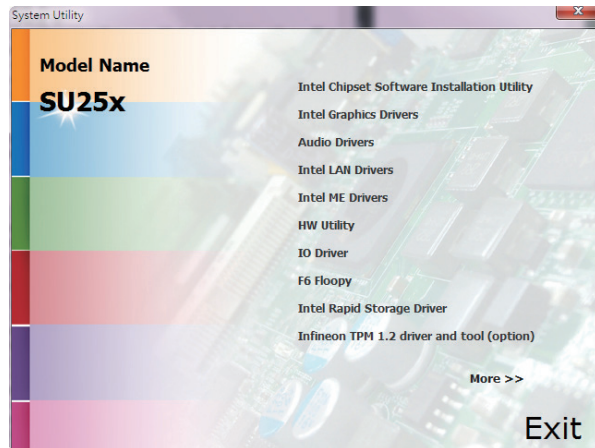 System Utility
Model Name
SU25x
Intel Chipset Software Installation Utility
Intel Graphics Drivers
Audio Drivers
Intel LAN Drivers
Intel ME Drivers
HW Utility
IO Driver
F6 Floopy
Intel Rapid Storage Driver
Infineon TPM 1.2 driver and tool (option)
More >>
Exit